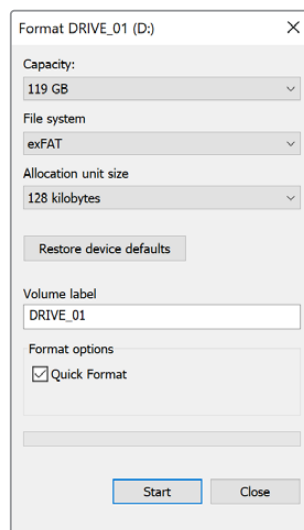 Format DRIVE_01 (D:)
Capacity:
119 GB
File system
exFAT
Allocation unit size
128 kilobytes
Restore device defaults
Volume label
DRIVE_01
Format options
Quick Format
Start
Close